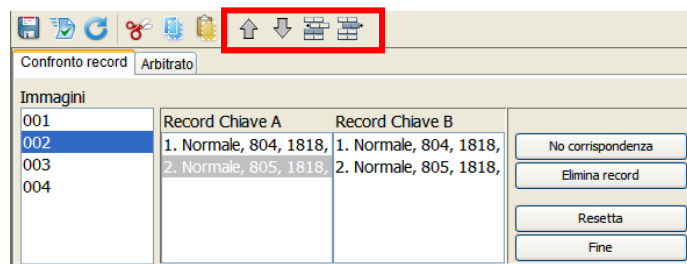 Confronto record Arbitrato
Immagini
001
002
003
004
Record Chiave A Record Chiave B
1. Normale, 804, 1818, 1. Normale, 804, 1818,
2. Normale, 805, 1818, 2. Normale, 805, 1818,
No corrispondenza
Elimina record
Resetta
Fine